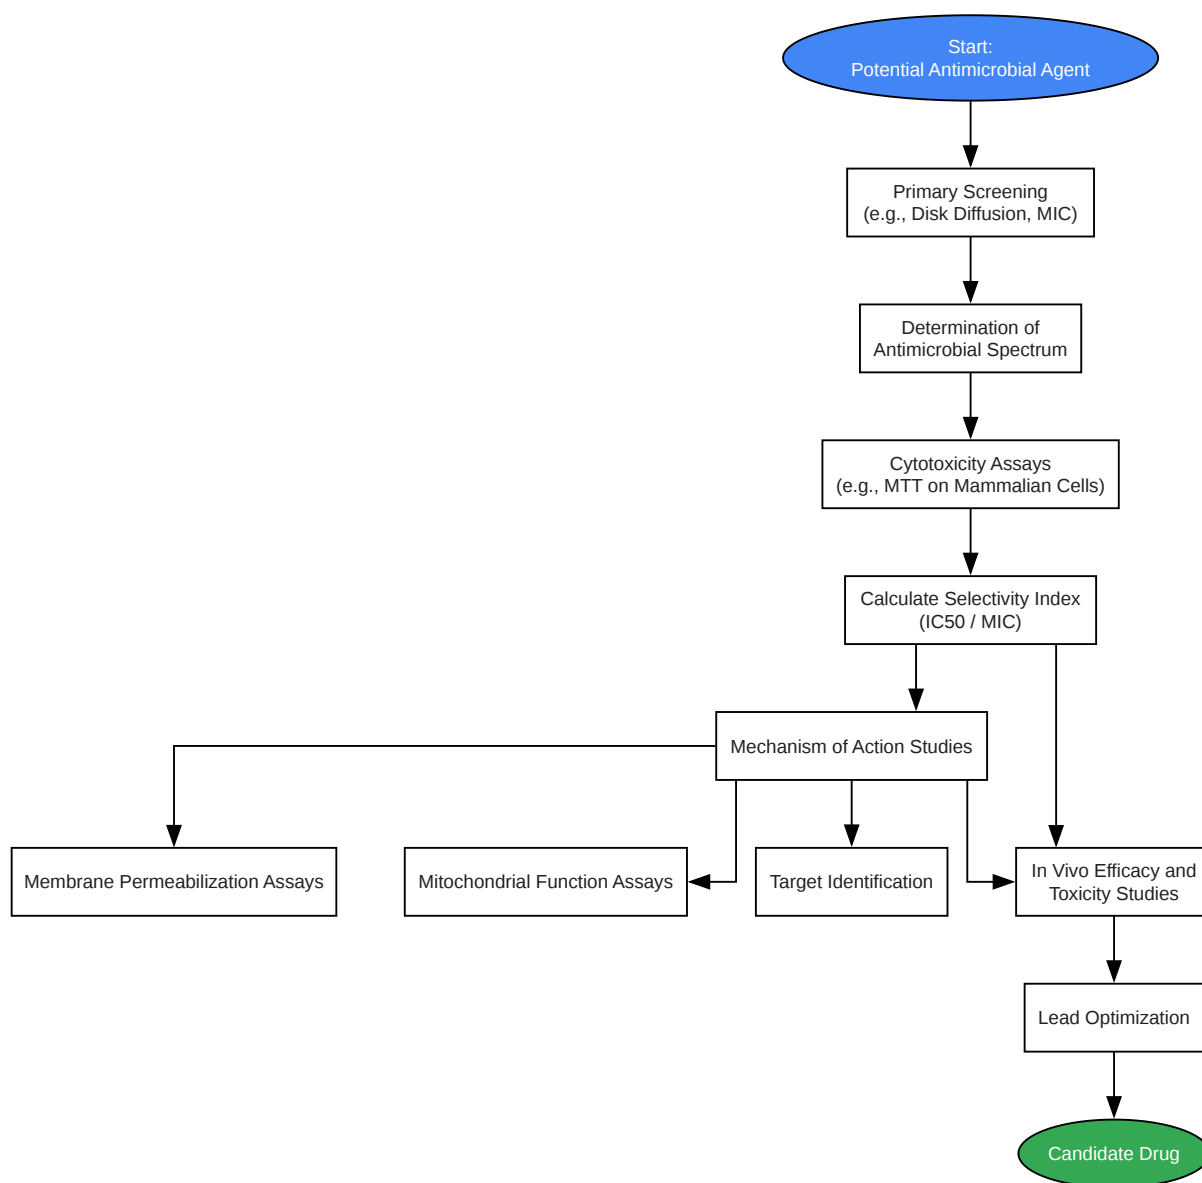 Start:
Potential Antimicrobial Agent
Primary Screening
(e.g., Disk Diffusion, MIC)
Determination of
Antimicrobial Spectrum
Cytotoxicity Assays
(e.g., MTT on Mammalian Cells)
Calculate Selectivity Index
(IC50 / MIC)
Mechanism of Action Studies
Membrane Permeabilization Assays
Mitochondrial Function Assays
Target Identification
In Vivo Efficacy and
Toxicity Studies
Lead Optimization
Candidate Drug